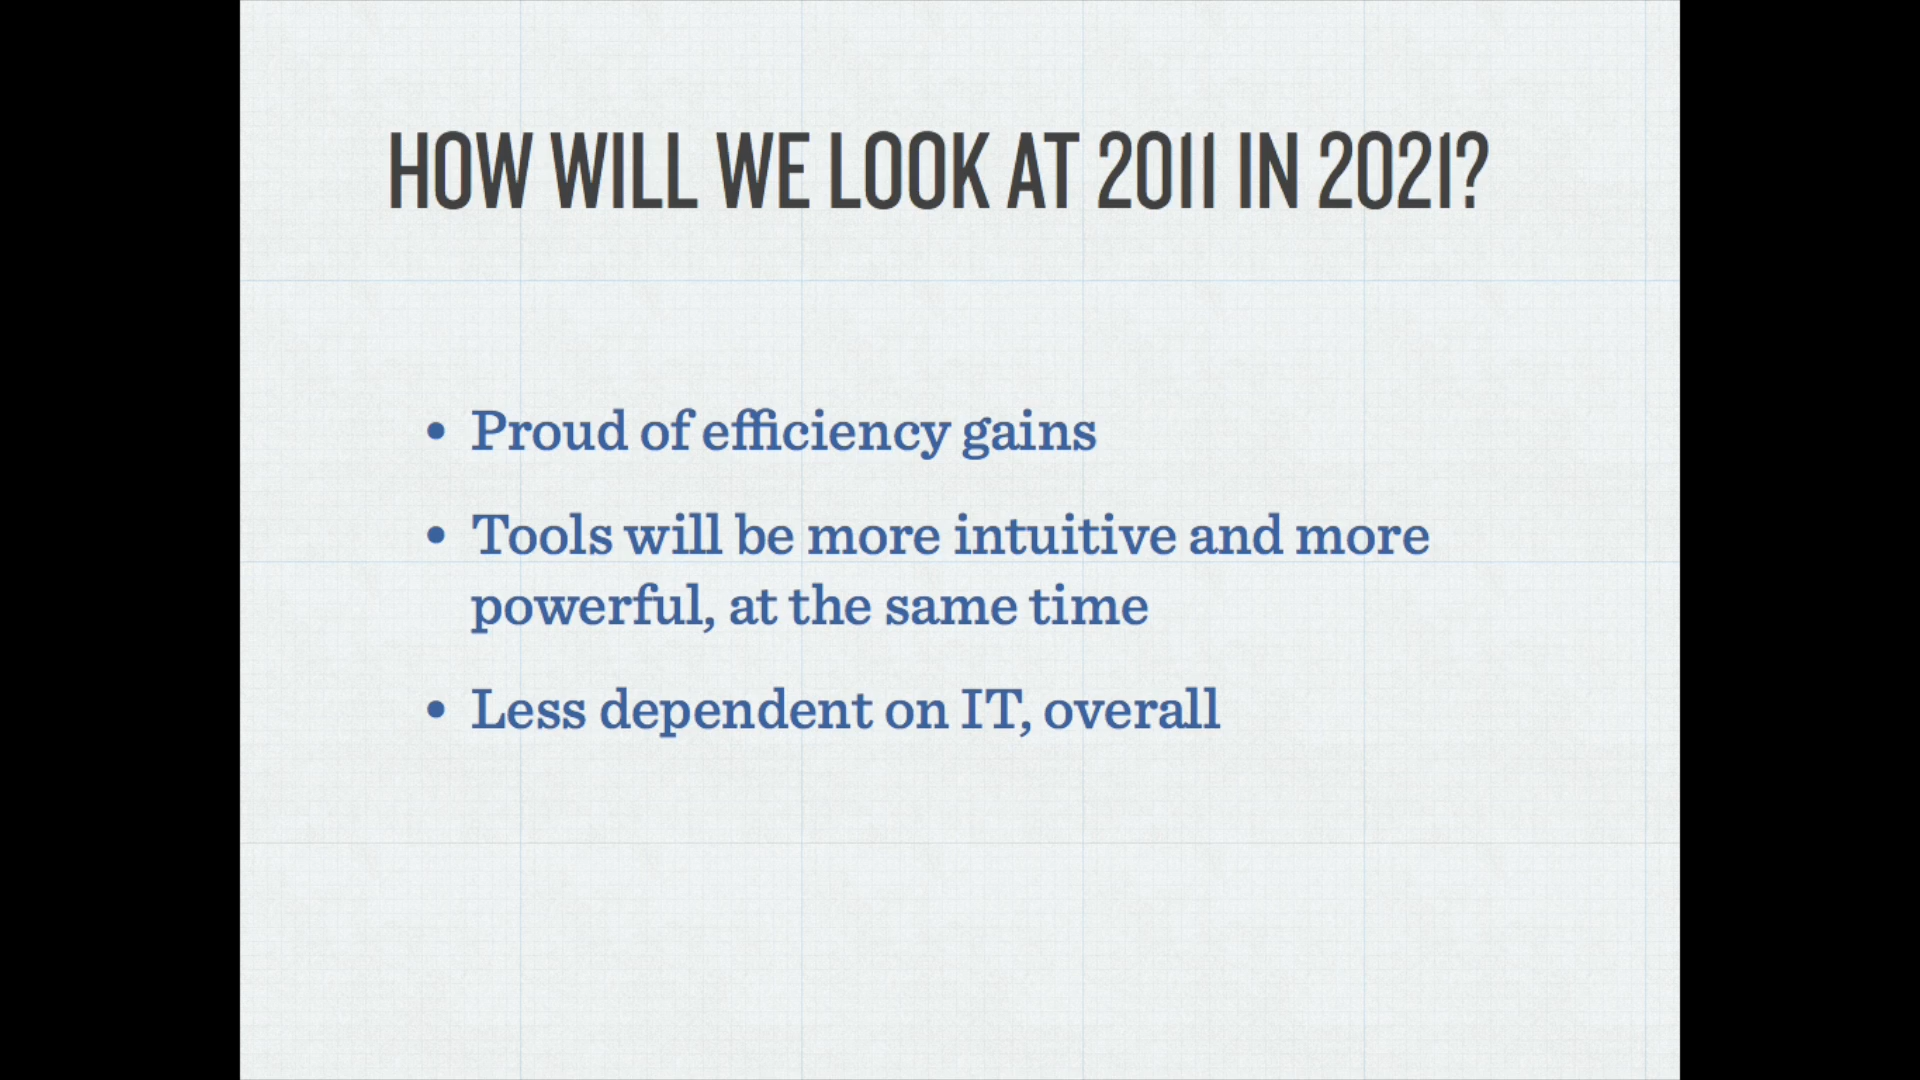 HOW WILL WE LOOK AT 2011 IN 2021?
• Proud of efficiency gains
• Tools will be more intuitive and more
powerful, at the same time
• Less dependent on IT, overall